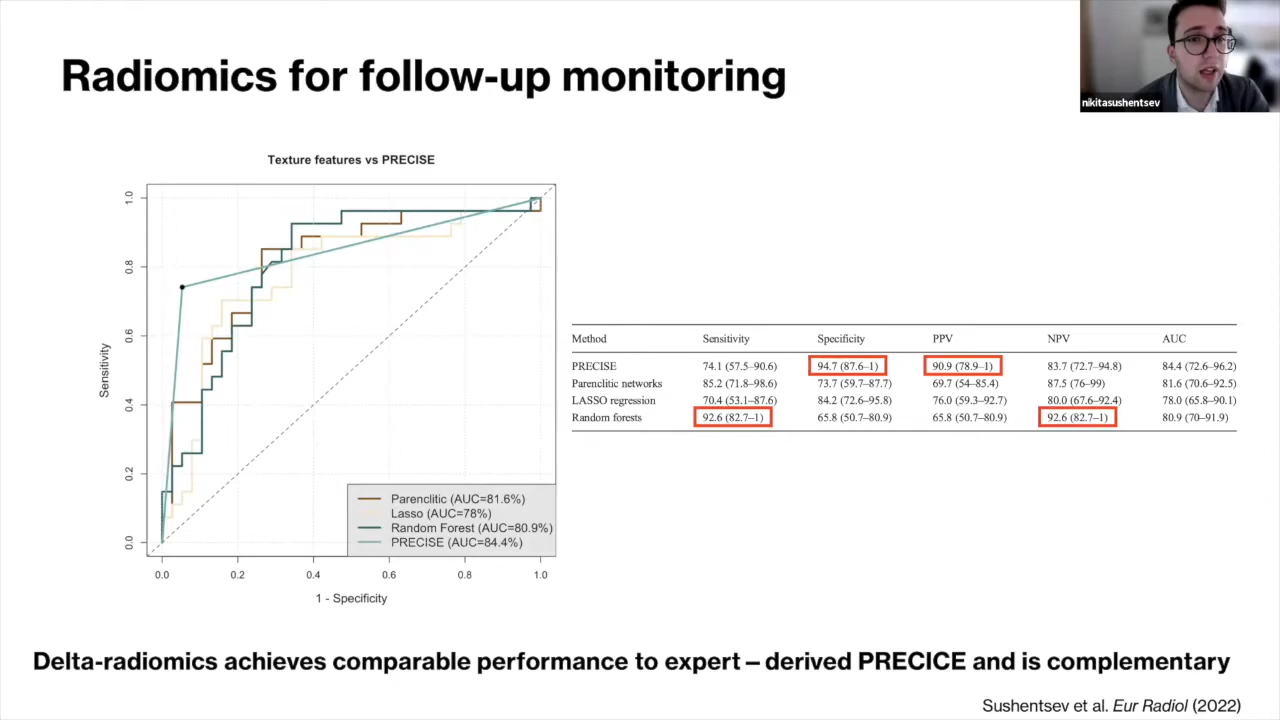 Radiomics for follow-up monitoring
nikitasushentsev
Texture features vs PRECISE
1.0
0.8
0.6
0.4
0.2
0.0
Sensitivity
0.0 0.2 0.4 0.6 0.8 1.0
1 - Specificity
Parenclitic (AUC=81.6%)
Lasso (AUC=78%)
Random Forest (AUC=80.9%)
PRECISE (AUC=84.4%)
Method Sensitivity Specificity PPV NPV AUC
PRECISE 74.1 (57.5–90.6) 94.7 (87.6–1) 90.9 (78.9–1) 83.7 (72.7–94.8) 84.4 (72.6–96.2)
Parenclitic networks 85.2 (71.8–98.6) 73.7 (59.7–87.7) 69.7 (54–85.4) 87.5 (76–99) 81.6 (70.6–92.5)
LASSO regression 70.4 (53.1–87.6) 84.2 (72.6–95.8) 76.0 (59.3–92.7) 80.0 (67.6–92.4) 78.0 (65.8–90.1)
Random forests 92.6 (82.7–1) 65.8 (50.7–80.9) 65.8 (50.7–80.9) 92.6 (82.7–1) 80.9 (70–91.9)
Delta-radiomics achieves comparable performance to expert – derived PRECICE and is complementary
Sushentsev et al. Eur Radiol (2022)